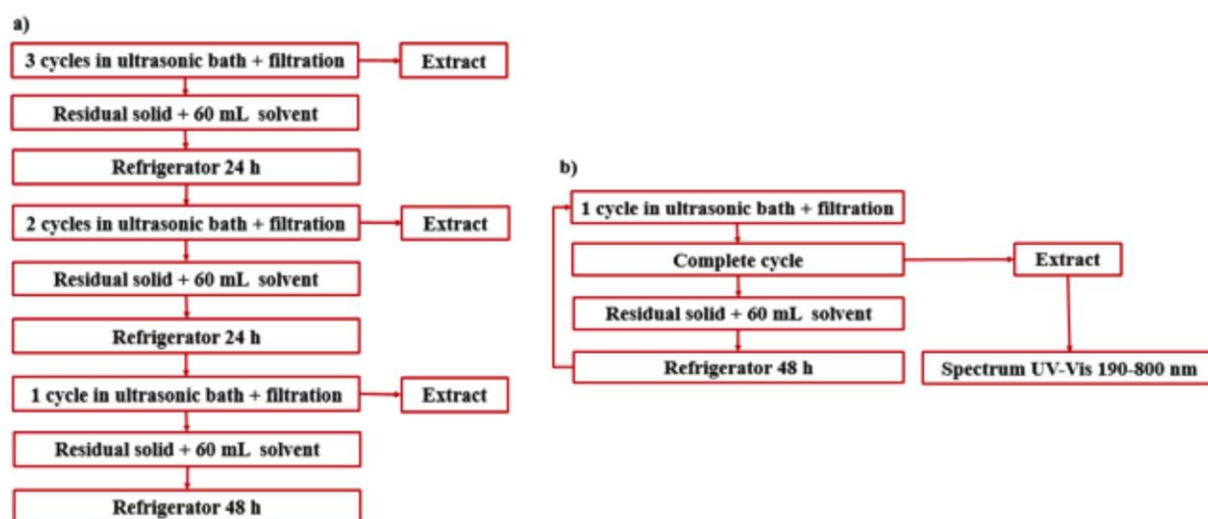 a)
3 cycles in ultrasonic bath + filtration
Extract
Residual solid + 60 mL solvent
Refrigerator 24 h
2 cycles in ultrasonic bath + filtration
Extract
Residual solid + 60 mL solvent
Refrigerator 24 h
1 cycle in ultrasonic bath + filtration
Extract
Residual solid + 60 mL solvent
Refrigerator 48 h
b)
1 cycle in ultrasonic bath + filtration
Complete cycle
Extract
Residual solid + 60 mL solvent
Refrigerator 48 h
Spectrum UV-Vis 190-800 nm